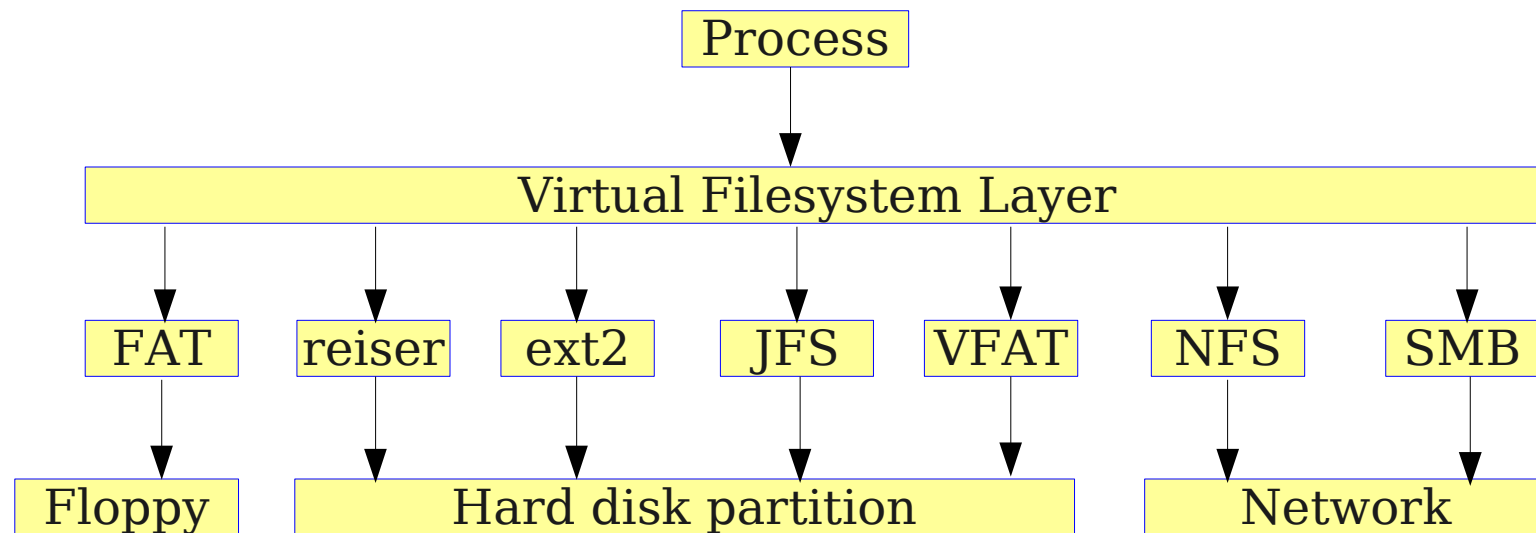 Process
Virtual Filesystem Layer
FAT reiser ext2 JFS VFAT NFS SMB
Floppy Hard disk partition Network